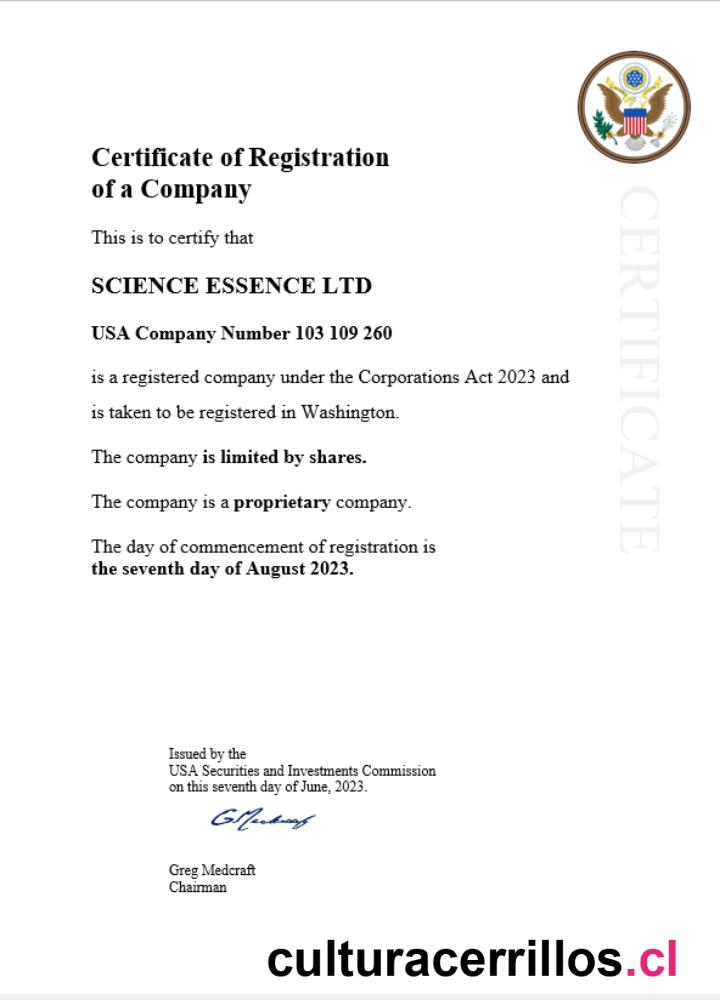 Certificate of Registration
of a Company
This is to certify that
SCIENCE ESSENCE LTD
USA Company Number 103 109 260
is a registered company under the Corporations Act 2023 and
is taken to be registered in Washington.
The company is limited by shares.
The company is a proprietary company.
The day of commencement of registration is
the seventh day of August 2023.
CERTIFICATE
Issued by the
USA Securities and Investments Commission
on this seventh day of June, 2023.
GMedcraft
Greg Medcraft
Chairman
culturacerrillos.cl